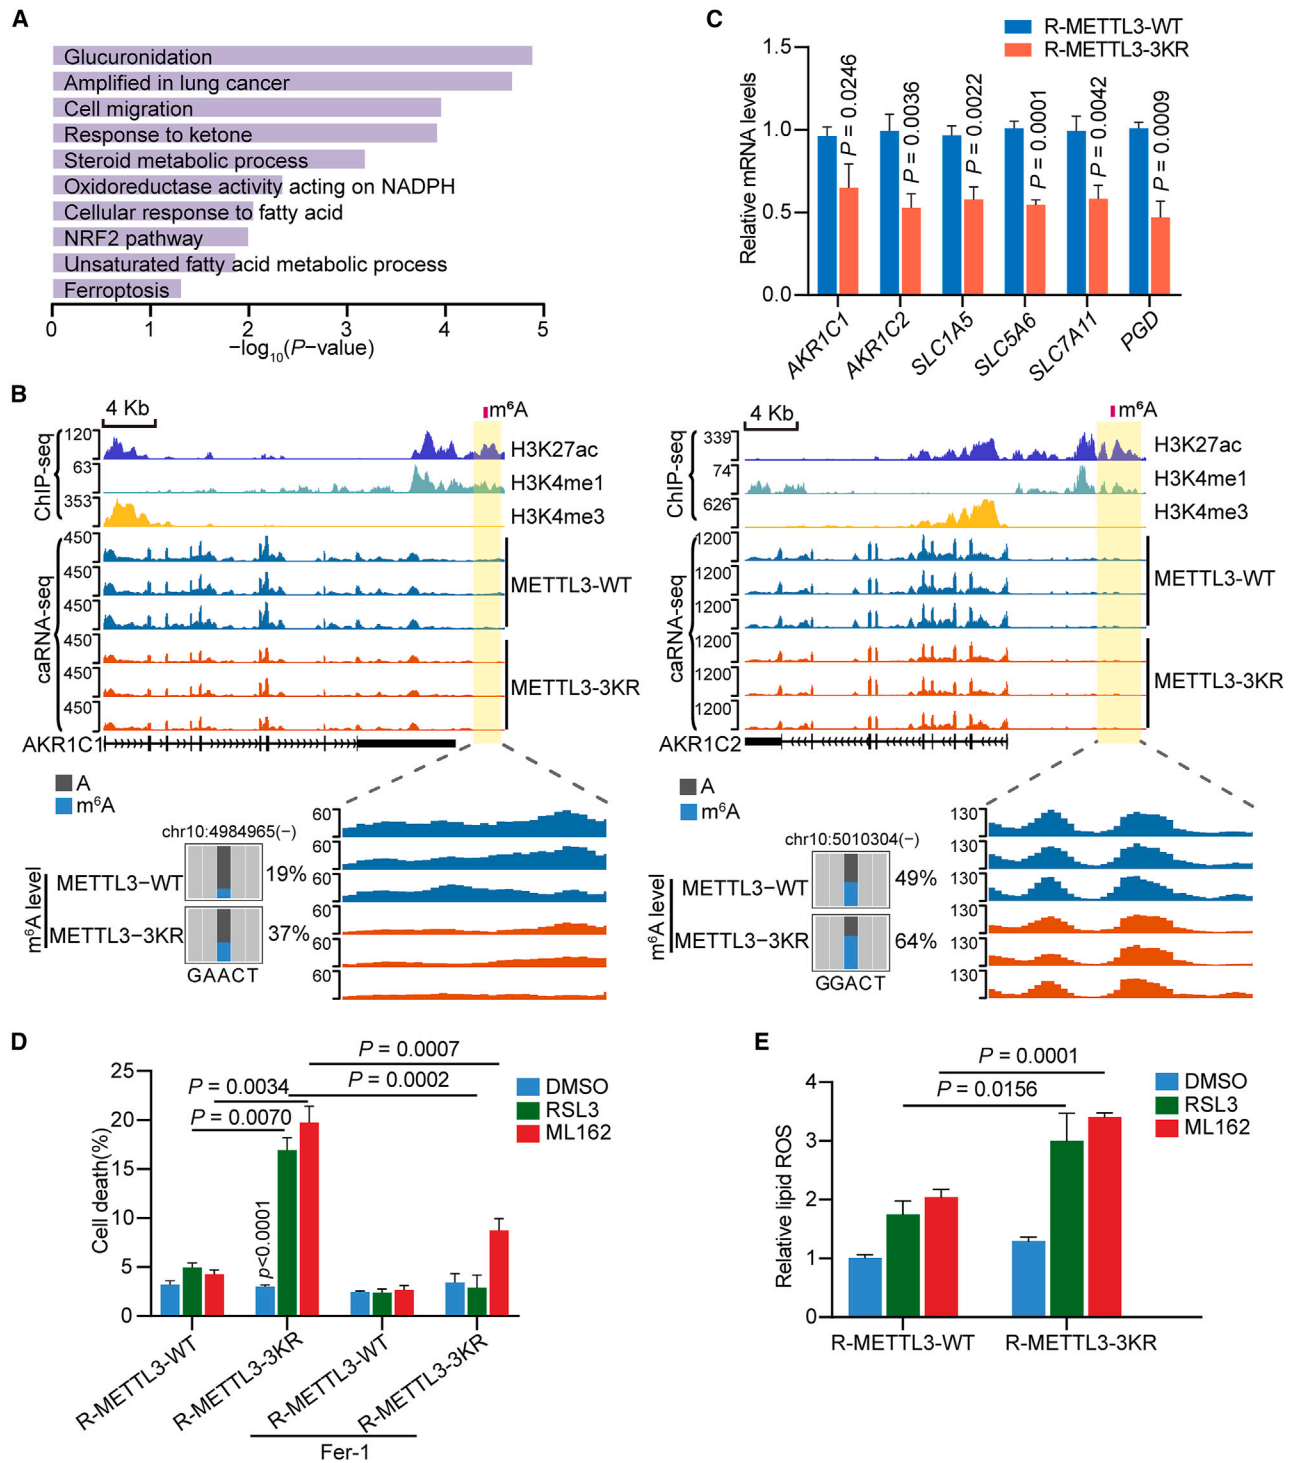 A
Glucuronidation
Amplified in lung cancer
Cell migration
Response to ketone
Steroid metabolic process
Oxidoreductase activity acting on NADPH
Cellular response to fatty acid
NRF2 pathway
Unsaturated fatty acid metabolic process
Ferroptosis
0 1 2 3 4 5
−log10(P−value)
C
R-METTL3-WT
R-METTL3-3KR
Relative mRNA levels
1.5
1.0
0.5
0.0
P = 0.0246
P = 0.0036
P = 0.0022
P = 0.0001
P = 0.0042
P = 0.0009
AKR1C1
AKR1C2
SLC1A5
SLC5A6
SLC7A11
PGD
B
4 Kb
m⁶A
ChIP-seq
120
H3K27ac
63
H3K4me1
353
H3K4me3
caRNA-seq
450
450
450
METTL3-WT
450
450
450
METTL3-3KR
AKR1C1
A
m⁶A
chr10:4984965(−)
m⁶A level
METTL3−WT
19%
METTL3−3KR
37%
GAACT
60
60
60
60
60
60
4 Kb
m⁶A
ChIP-seq
339
H3K27ac
74
H3K4me1
626
H3K4me3
caRNA-seq
1200
1200
1200
METTL3-WT
1200
1200
1200
METTL3-3KR
AKR1C2
A
m⁶A
chr10:5010304(−)
m⁶A level
METTL3−WT
49%
METTL3−3KR
64%
GGACT
130
130
130
130
130
130
D
Cell death(%)
25
20
15
10
5
0
P = 0.0007
P = 0.0002
P = 0.0034
P = 0.0070
p<0.0001
DMSO
RSL3
ML162
R-METTL3-WT
R-METTL3-3KR
R-METTL3-WT
R-METTL3-3KR
Fer-1
E
Relative lipid ROS
4
3
2
1
0
P = 0.0001
P = 0.0156
DMSO
RSL3
ML162
R-METTL3-WT
R-METTL3-3KR